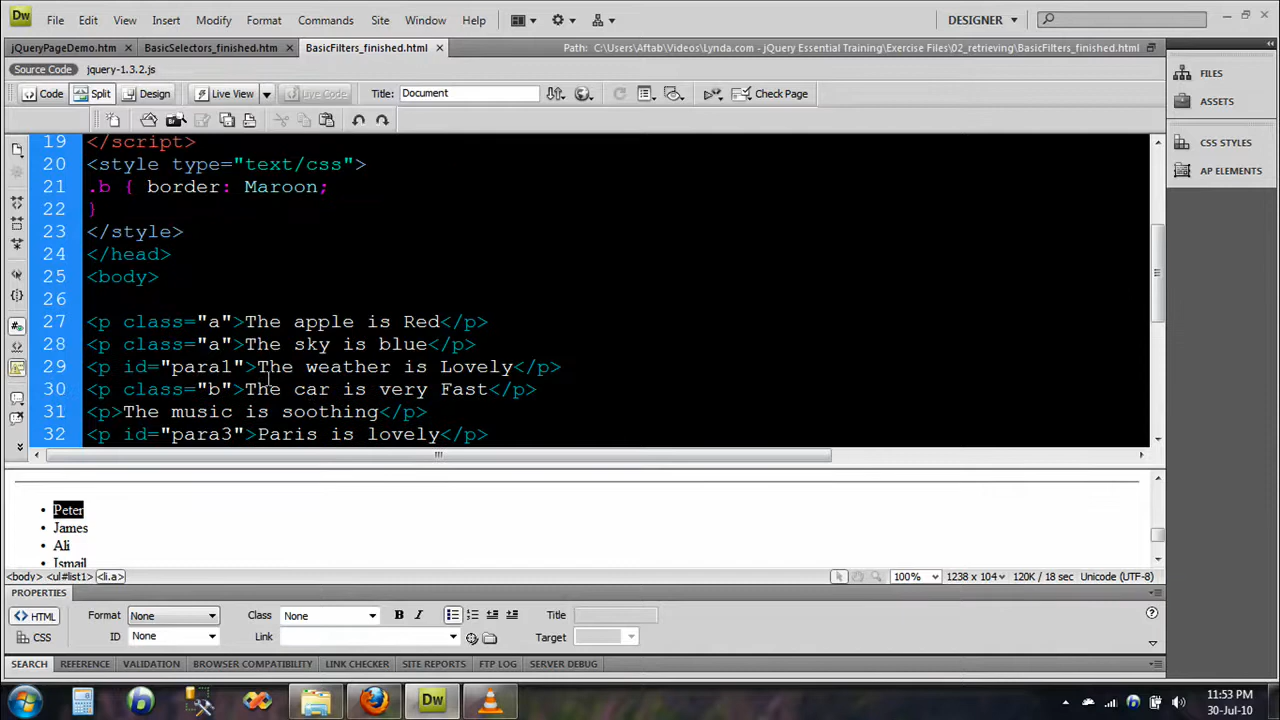 Dw File Edit View Insert Modify Format Commands Site Window Help DESIGNER
jQueryPageDemo.htm BasicSelectors_finished.htm BasicFilters_finished.html Path: C:\Users\Aftab\Videos\Lynda.com - jQuery Essential Training\Exercise Files\02_retrieving\BasicFilters_finished.html
Source Code jquery-1.3.2.js
Code Split Design Live View Live Code Title: Document Check Page
FILES
ASSETS
CSS STYLES
AP ELEMENTS
19 </script>
20 <style type="text/css">
21 .b { border: Maroon;
22 }
23 </style>
24 </head>
25 <body>
26
27 <p class="a">The apple is Red</p>
28 <p class="a">The sky is blue</p>
29 <p id="para1">The weather is Lovely</p>
30 <p class="b">The car is very Fast</p>
31 <p>The music is soothing</p>
32 <p id="para3">Paris is lovely</p>
• Peter
• James
• Ali
• Ismail
<body> <ul#list1> <li.a> 100% 1238 x 104 120K / 18 sec Unicode (UTF-8)
PROPERTIES
<> HTML Format None Class None B I Title
CSS ID None Link Target
SEARCH REFERENCE VALIDATION BROWSER COMPATIBILITY LINK CHECKER SITE REPORTS FTP LOG SERVER DEBUG
Dw 11:53 PM
30-Jul-10